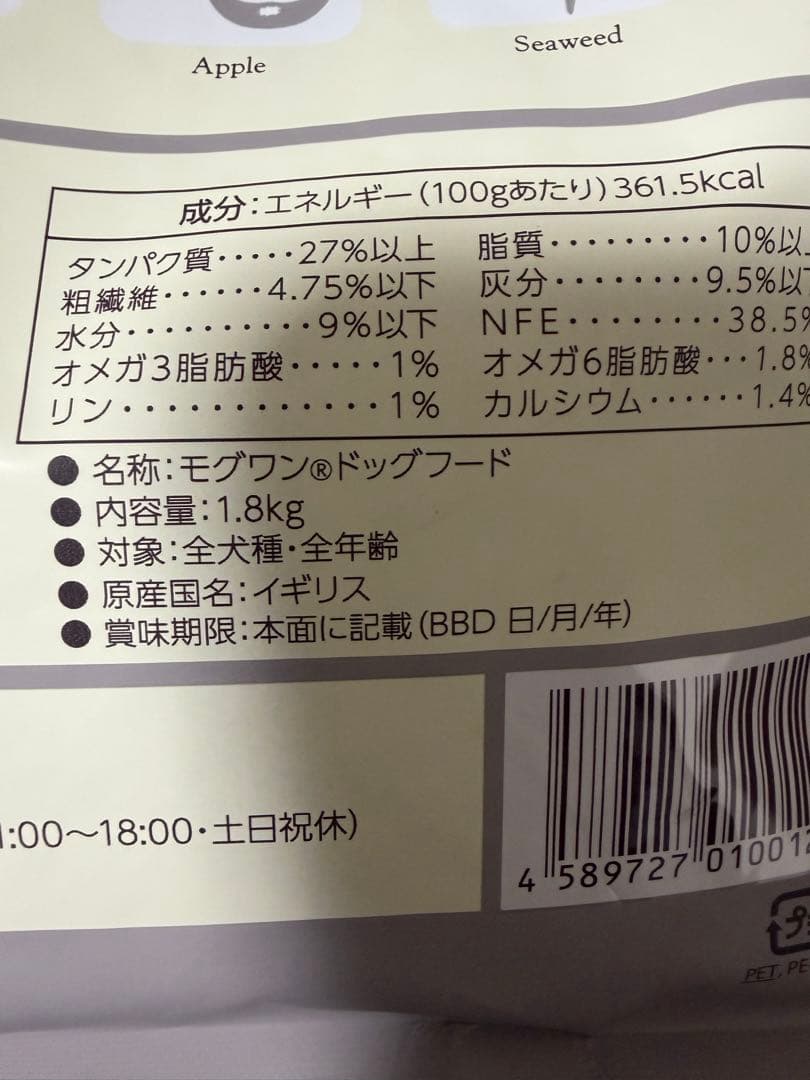 Apple
Seaweed
成分:エネルギー(100gあたり)361.5kcal
タンパク質·····27%以上 脂質·········10%以上
粗繊維······4.75%以下 灰分·········9.5%以下
水分··········9%以下 NFE········38.5%
オメガ3脂肪酸·····1% オメガ6脂肪酸···1.8%
リン·············1% カルシウム······1.4%
● 名称:モグワン®ドッグフード
● 内容量:1.8kg
● 対象:全犬種·全年齢
● 原産国名:イギリス
● 賞味期限:本面に記載(BBD 日/月/年)
:00〜18:00·土日祝休)
4 589727 010012
プ
PET, PE